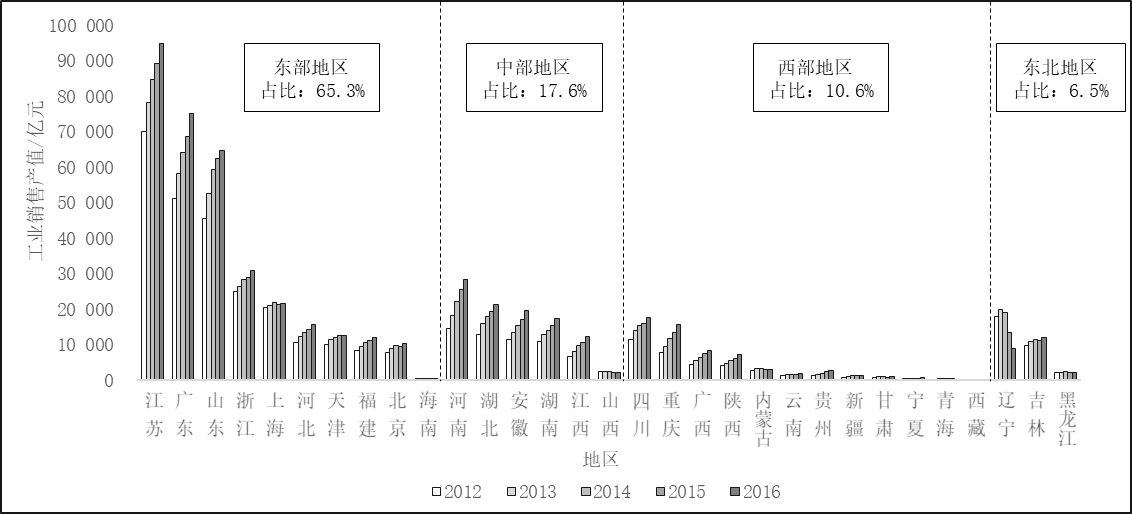 工业销售产值/亿元
100 000
90 000
80 000
70 000
60 000
50 000
40 000
30 000
20 000
10 000
0
东部地区
占比：65.3%
中部地区
占比：17.6%
西部地区
占比：10.6%
东北地区
占比：6.5%
江苏 广东 山东 浙江 上海 河北 天津 福建 北京 海南 河南 湖北 安徽 湖南 江西 山西 四川 重庆 广西 陕西 内蒙古 云南 贵州 新疆 甘肃 宁夏 青海 西藏 辽宁 吉林 黑龙江
地区
2012 2013 2014 2015 2016